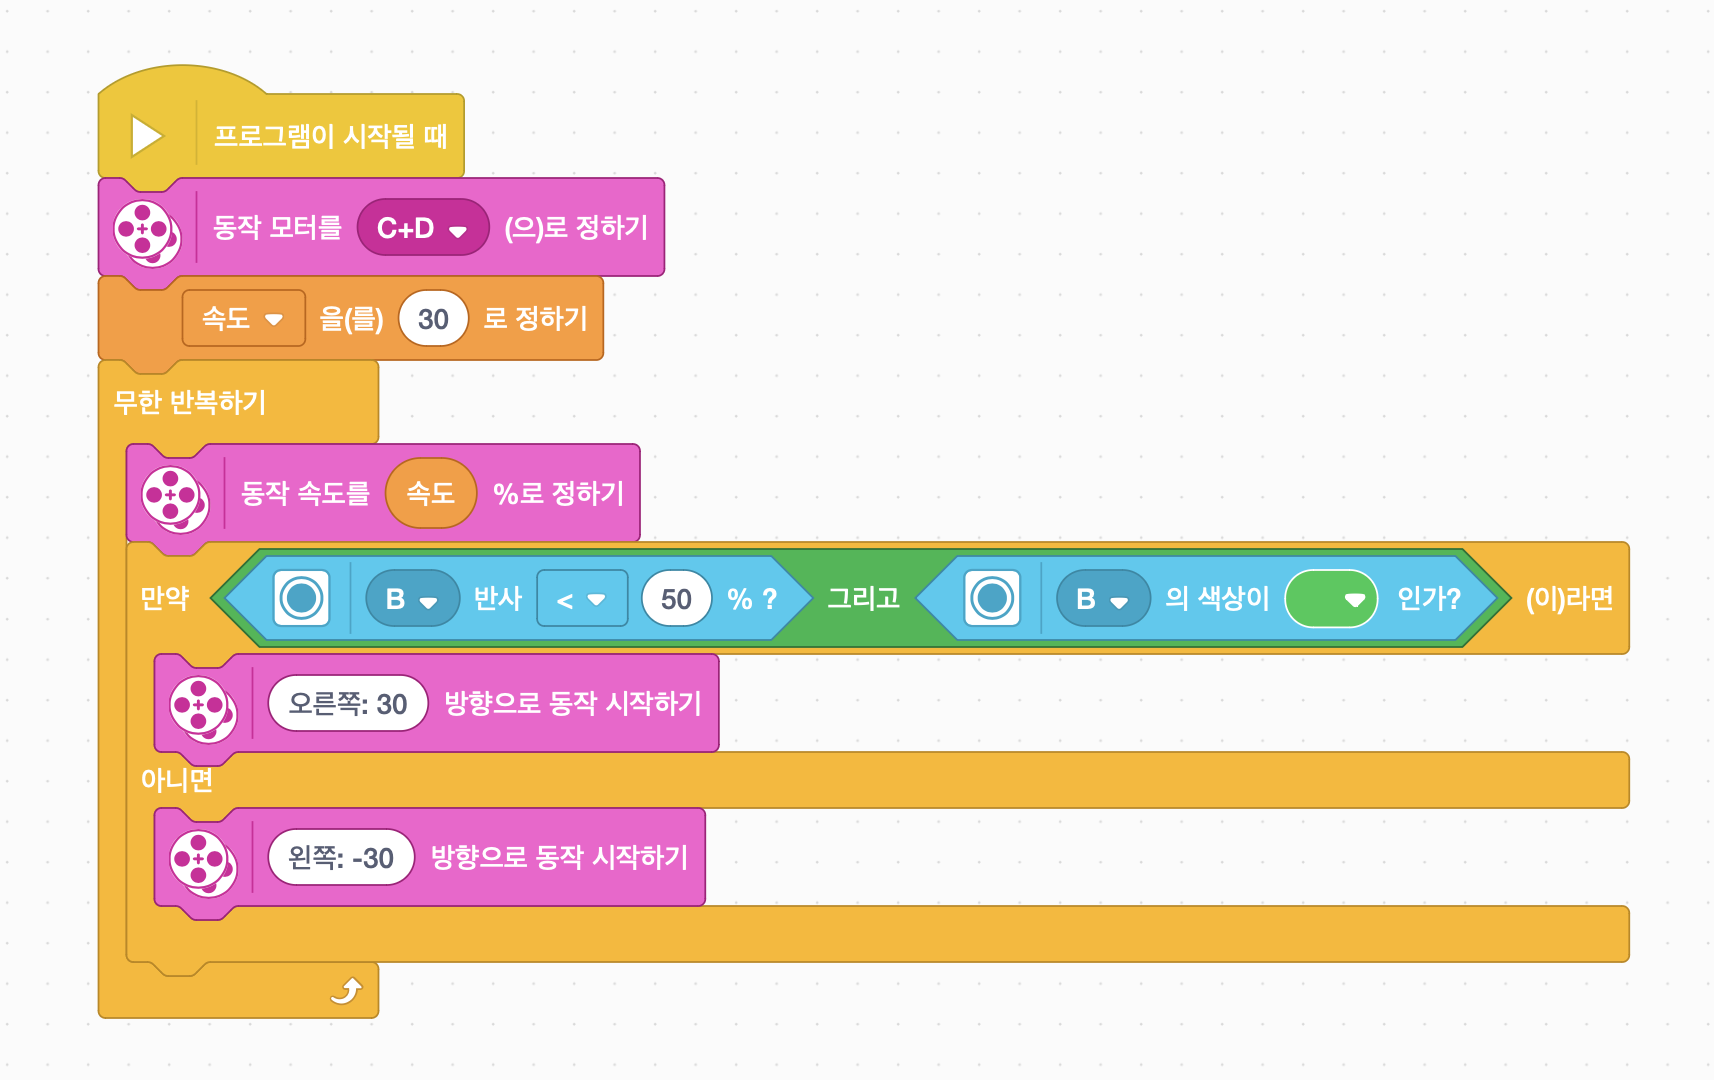 프로그램이 시작될 때
동작 모터를 C+D (으)로 정하기
속도 을(를) 30 로 정하기
무한 반복하기
동작 속도를 속도 %로 정하기
만약 B 반사 < 50 % ? 그리고 B 의 색상이 인가? (이)라면
오른쪽: 30 방향으로 동작 시작하기
아니면
왼쪽: -30 방향으로 동작 시작하기